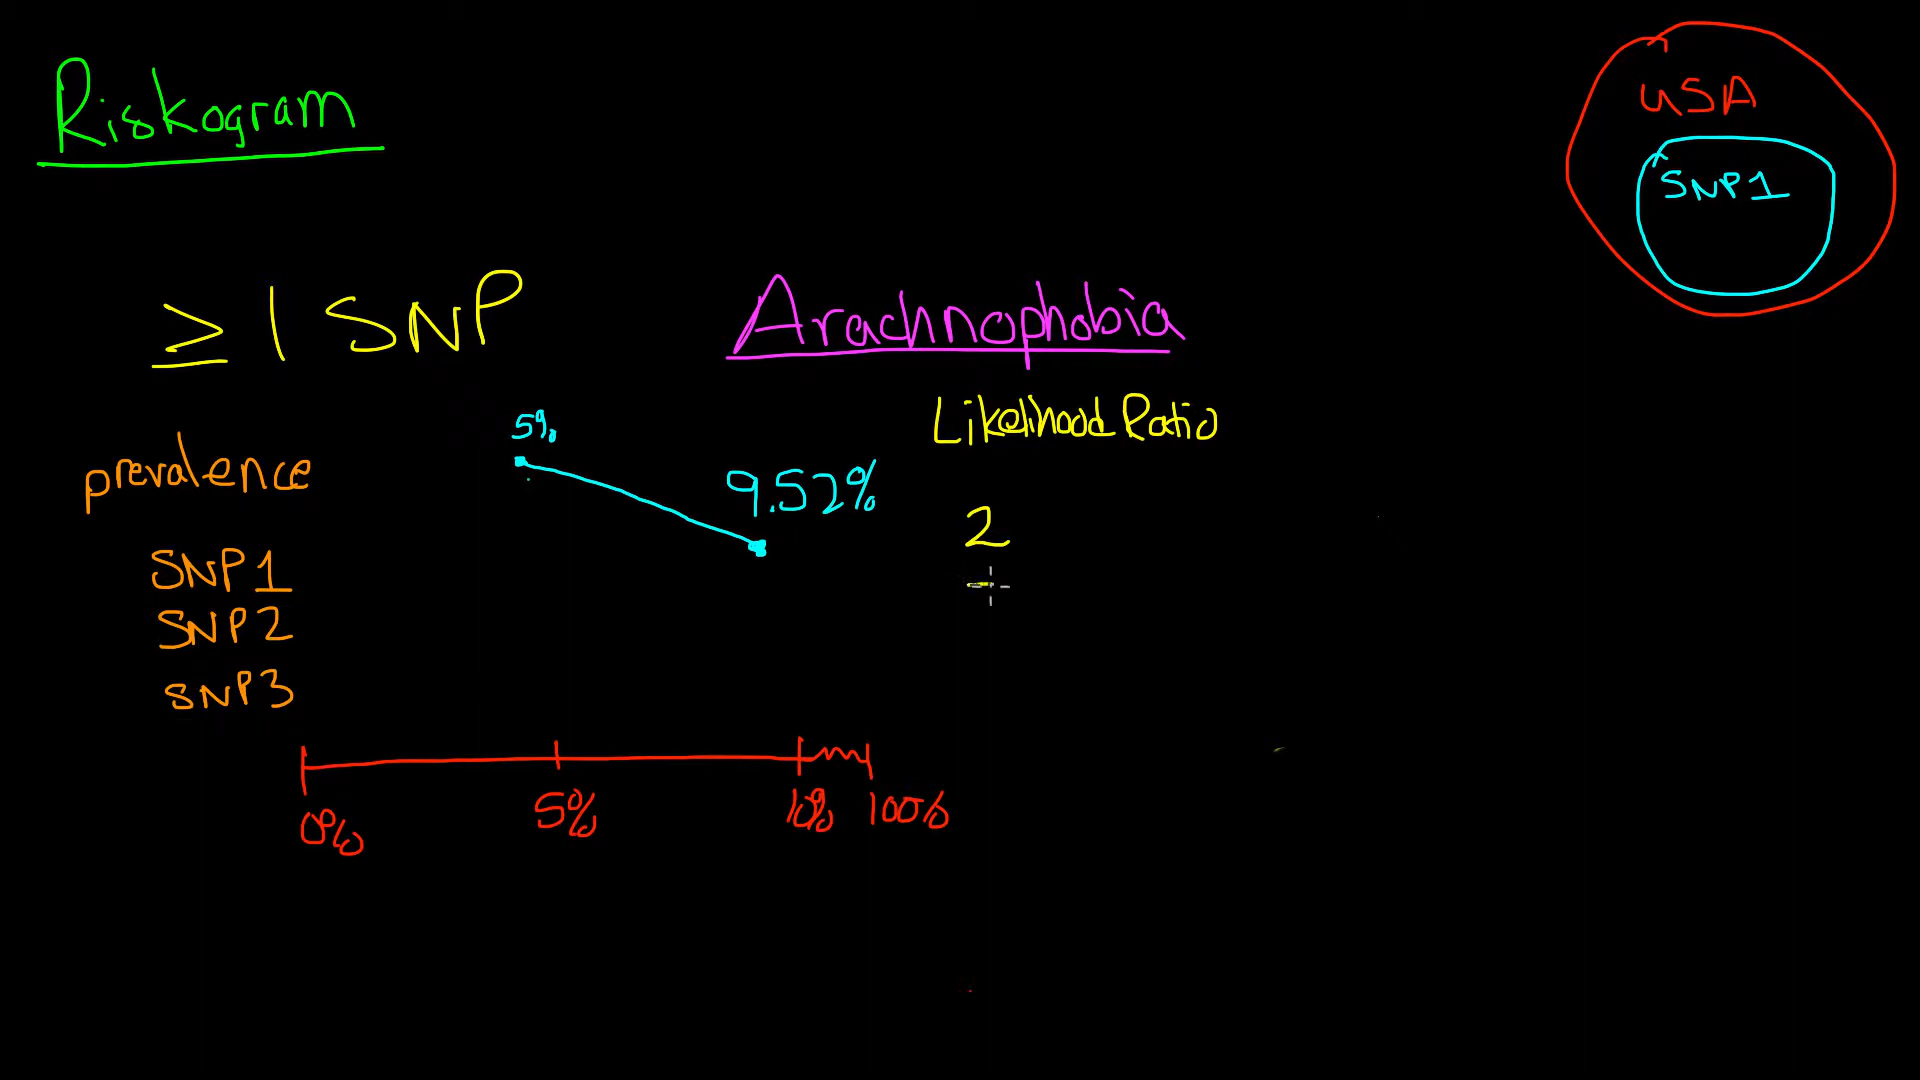 Riskogram
USA
SNP1
≥ 1 SNP
Arachnophobia
Likelihood Ratio
5%
prevalence
9.52%
2
SNP1
SNP2
SNP3
0%
5%
10%
100%